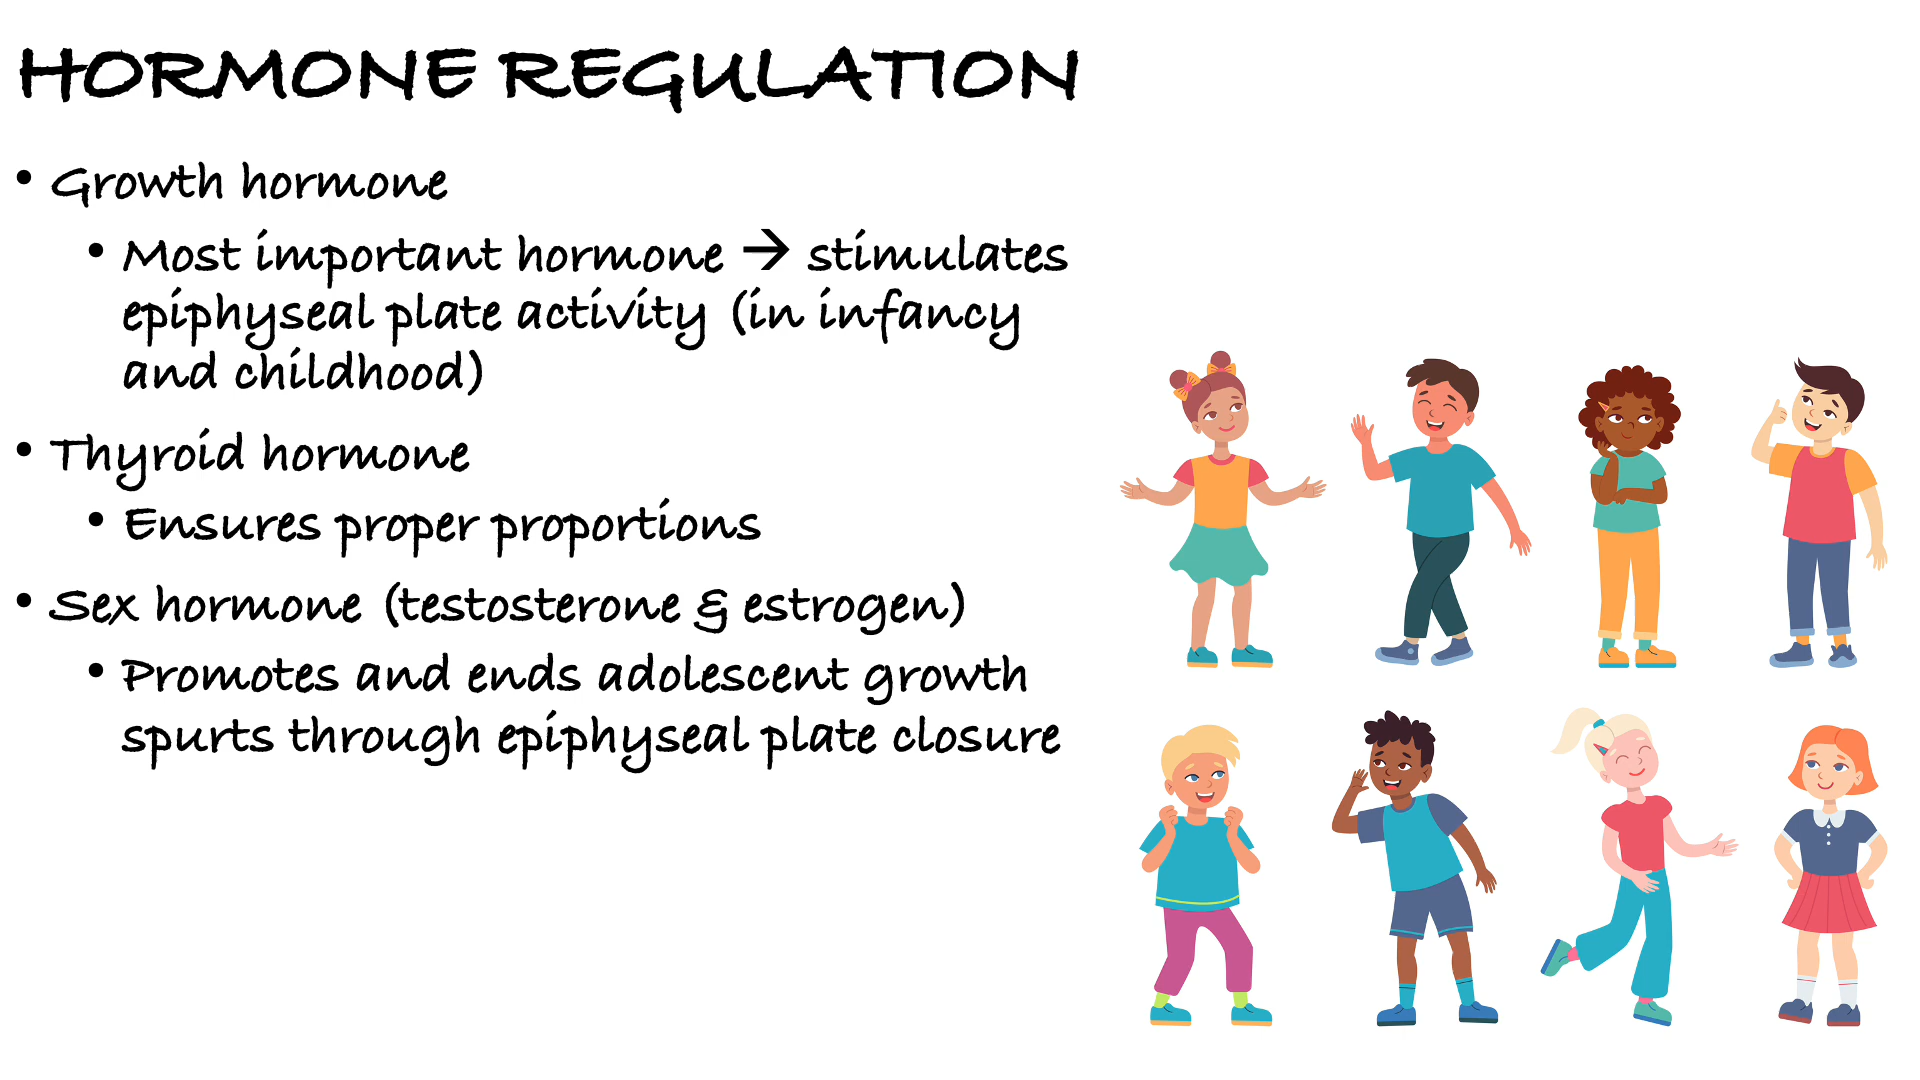 HORMONE REGULATION
• Growth hormone
• Most important hormone → stimulates
epiphyseal plate activity (in infancy
and childhood)
• Thyroid hormone
• Ensures proper proportions
• Sex hormone (testosterone & estrogen)
• Promotes and ends adolescent growth
spurts through epiphyseal plate closure